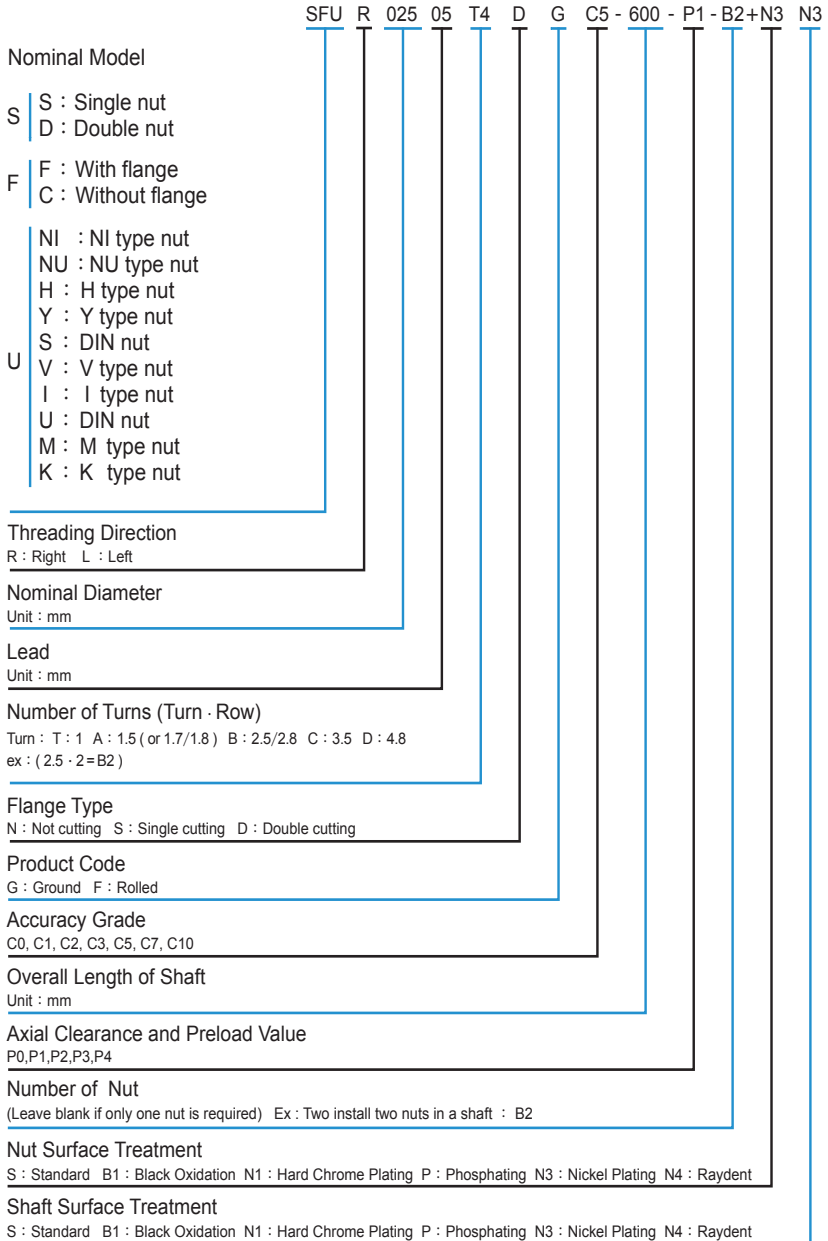 SFU R 025 05 T4 D G C5 - 600 - P1 - B2+N3 N3
Nominal Model
S
S：Single nut
D：Double nut
F
F：With flange
C：Without flange
U
NI ：NI type nut
NU：NU type nut
H：H type nut
Y：Y type nut
S：DIN nut
V：V type nut
I：I type nut
U：DIN nut
M：M type nut
K：K type nut
Threading Direction
R：Right L：Left
Nominal Diameter
Unit：mm
Lead
Unit：mm
Number of Turns (Turn · Row)
Turn：T：1 A：1.5 ( or 1.7/1.8 ) B：2.5/2.8 C：3.5 D：4.8
ex：( 2.5 · 2 = B2 )
Flange Type
N：Not cutting S：Single cutting D：Double cutting
Product Code
G：Ground F：Rolled
Accuracy Grade
C0, C1, C2, C3, C5, C7, C10
Overall Length of Shaft
Unit：mm
Axial Clearance and Preload Value
P0,P1,P2,P3,P4
Number of Nut
(Leave blank if only one nut is required) Ex : Two install two nuts in a shaft：B2
Nut Surface Treatment
S：Standard B1：Black Oxidation N1：Hard Chrome Plating P：Phosphating N3：Nickel Plating N4：Raydent
Shaft Surface Treatment
S：Standard B1：Black Oxidation N1：Hard Chrome Plating P：Phosphating N3：Nickel Plating N4：Raydent